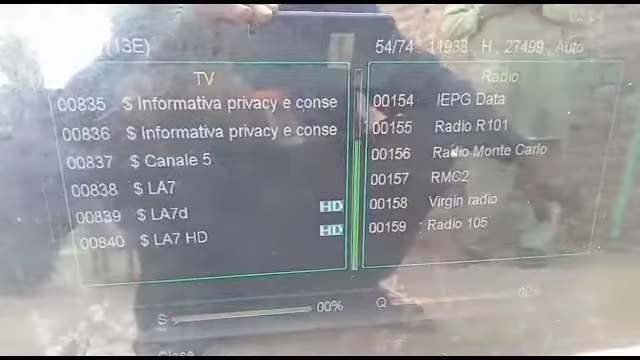 (13E)
54/74 11938 H, 27499 Auto
TV
00835 $ Informativa privacy e conse
00836 $ Informativa privacy e conse
00837 $ Canale 5
00838 $ LA7
00839 $ LA7d HD
00840 $ LA7 HD HD
Radio
00154 IEPG Data
00155 Radio R101
00156 Radio Monte Carlo
00157 RMC2
00158 Virgin radio
00159 Radio 105
S 00%
Q
Close